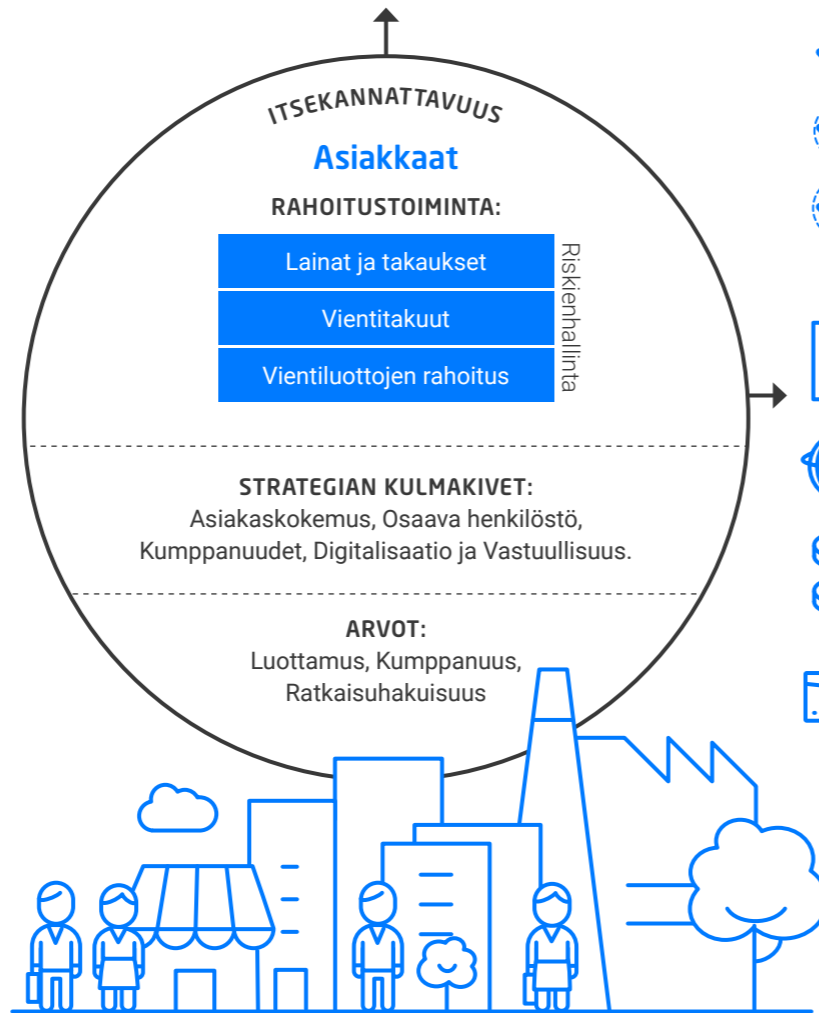 ITSEKANNATTAVUUS
Asiakkaat
RAHOITUSTOIMINTA:
Lainat ja takaukset
Vientitakuut
Vientiluottojen rahoitus
Riskienhallinta
STRATEGIAN KULMAKIVET:
Asiakaskokemus, Osaava henkilöstö,
Kumppanuudet, Digitalisaatio ja Vastuullisuus.
ARVOT:
Luottamus, Kumppanuus,
Ratkaisuhakuisuus